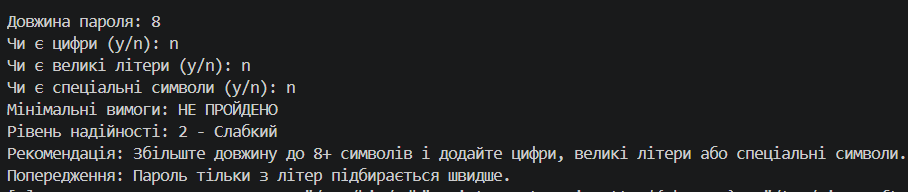 Довжина пароля: 8
Чи є цифри (y/n): n
Чи є великі літери (y/n): n
Чи є спеціальні символи (y/n): n
Мінімальні вимоги: НЕ ПРОЙДЕНО
Рівень надійності: 2 - Слабкий
Рекомендація: Збільште довжину до 8+ символів і додайте цифри, великі літери або спеціальні символи.
Попередження: Пароль тільки з літер підбирається швидше.